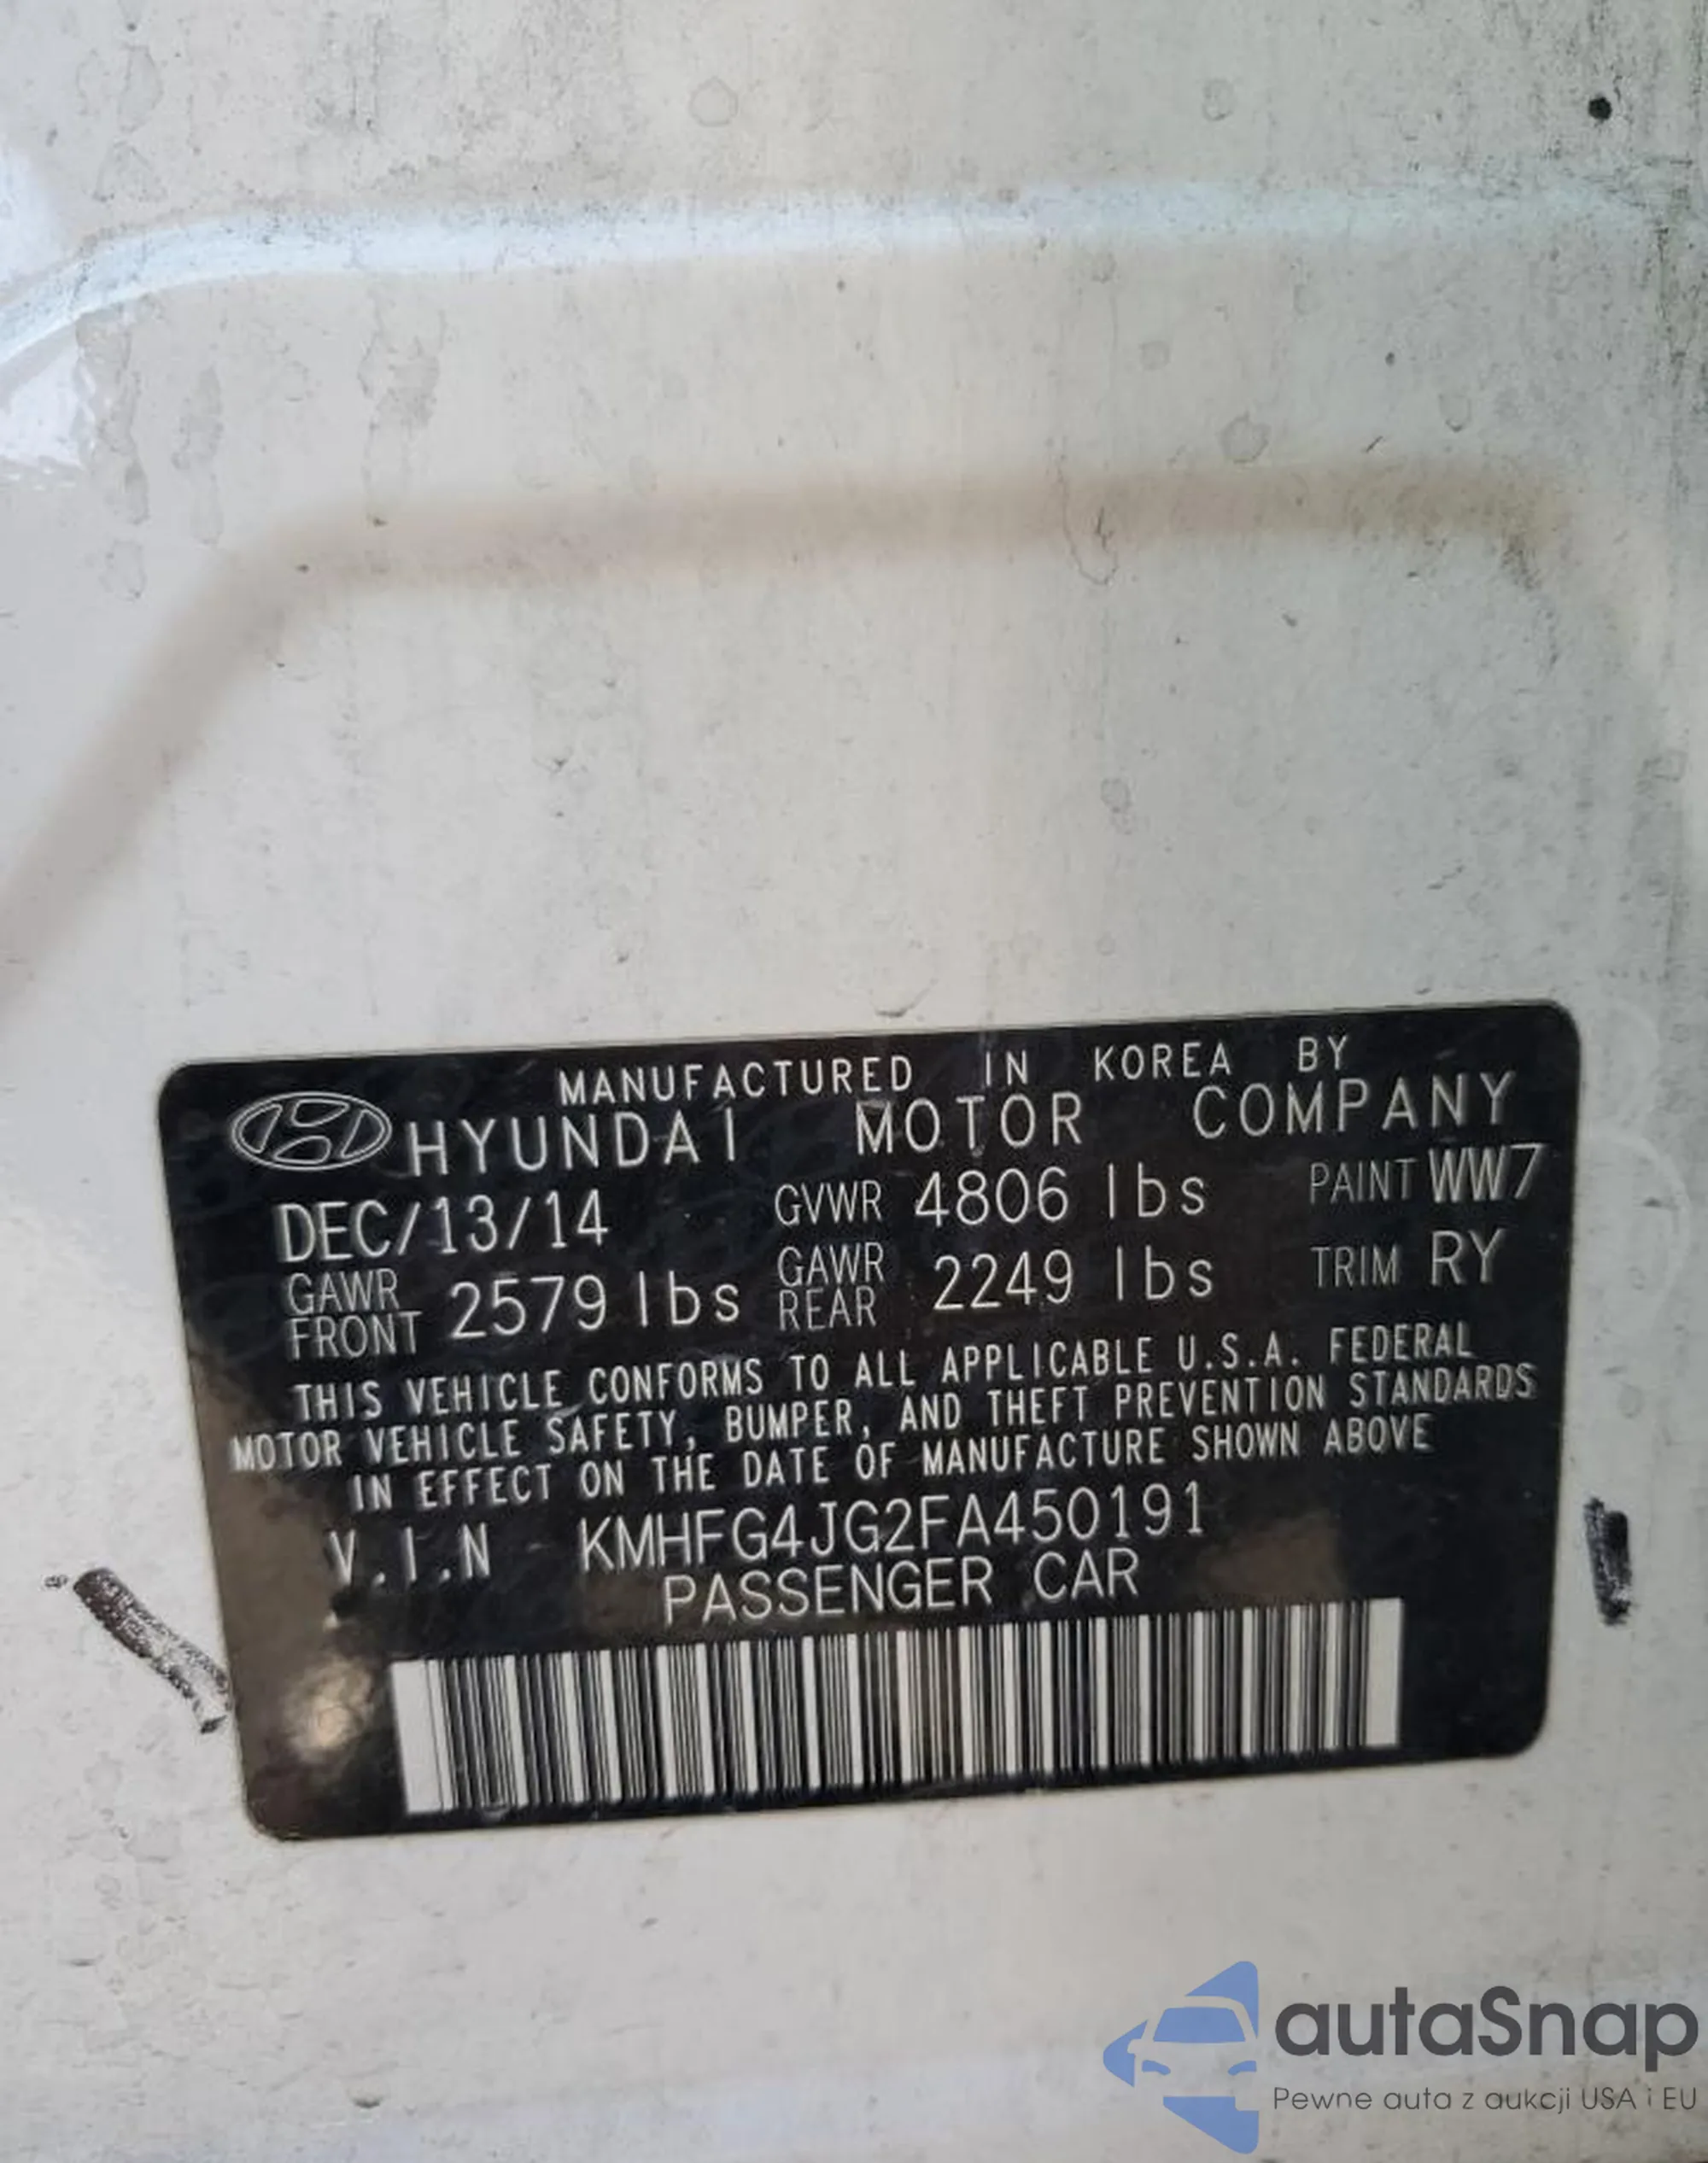 MANUFACTURED IN KOREA BY
HYUNDAI MOTOR COMPANY
DEC/13/14 GVWR 4806 lbs PAINT WW7
GAWR FRONT 2579 lbs GAWR REAR 2249 lbs TRIM RY
THIS VEHICLE CONFORMS TO ALL APPLICABLE U.S.A. FEDERAL
MOTOR VEHICLE SAFETY, BUMPER, AND THEFT PREVENTION STANDARDS
IN EFFECT ON THE DATE OF MANUFACTURE SHOWN ABOVE
V.I.N KMHFG4JG2FA450191
PASSENGER CAR
autaSnap
Pewne auta z aukcji USA i EU